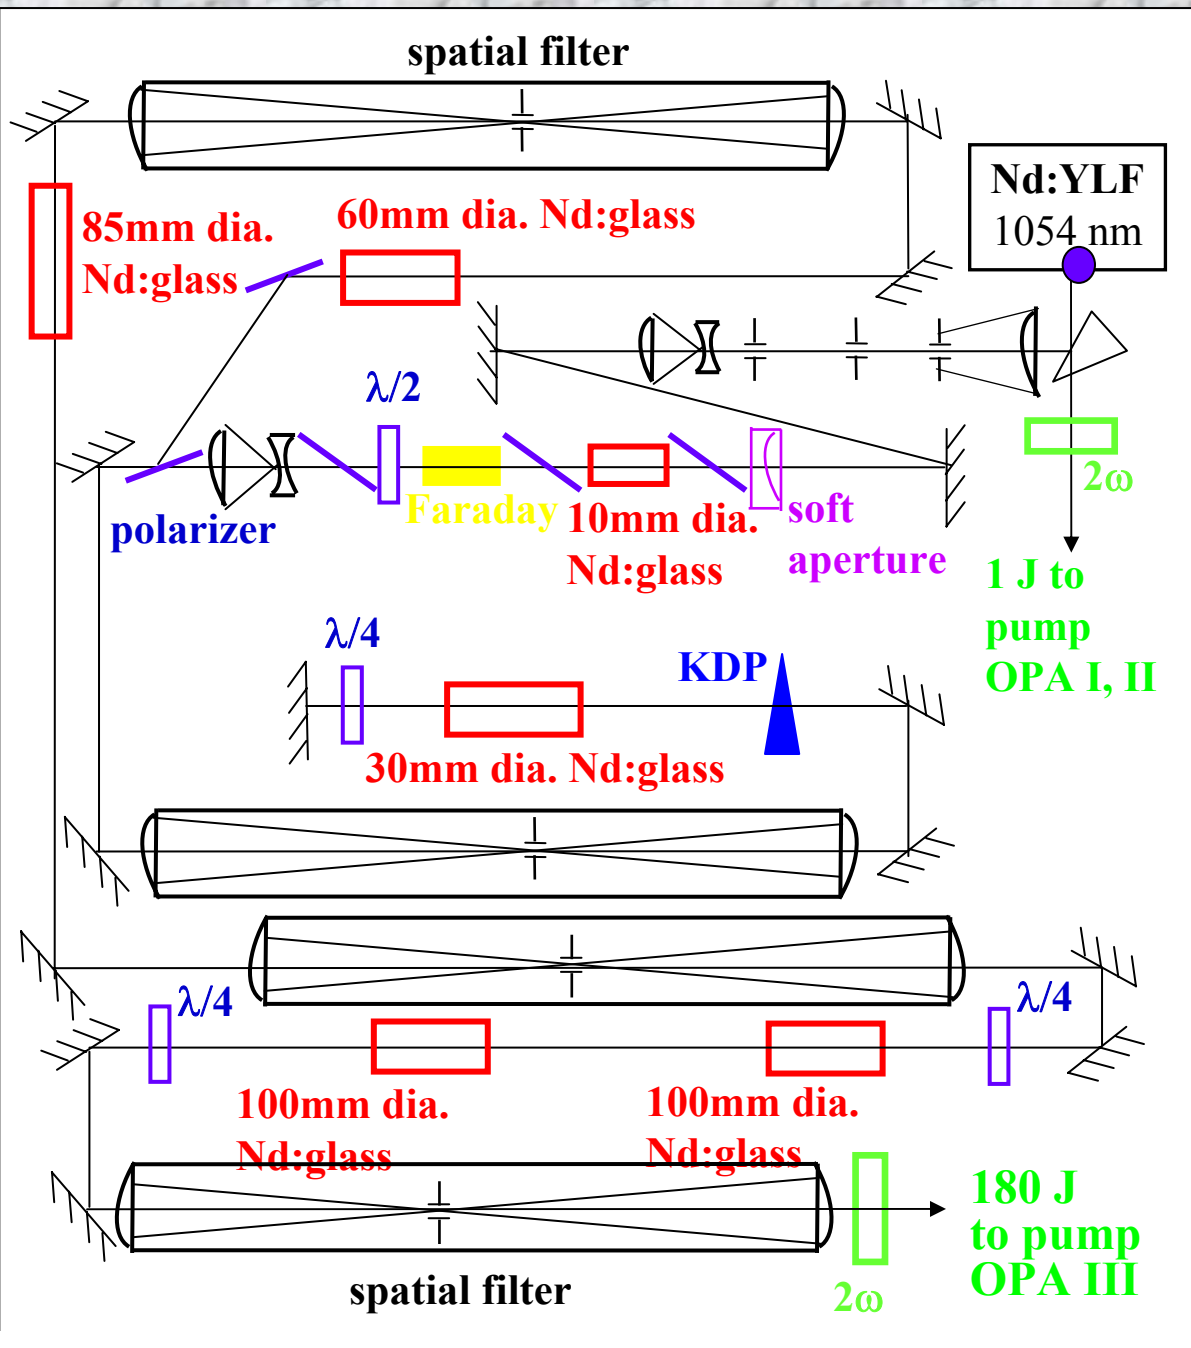 spatial filter
Nd:YLF
1054 nm
85mm dia.
Nd:glass
60mm dia. Nd:glass
λ/2
2ω
Faraday
polarizer
10mm dia.
Nd:glass
soft
aperture
1 J to
pump
OPA I, II
λ/4
KDP
30mm dia. Nd:glass
λ/4
λ/4
100mm dia.
Nd:glass
100mm dia.
Nd:glass
180 J
to pump
OPA III
spatial filter
2ω